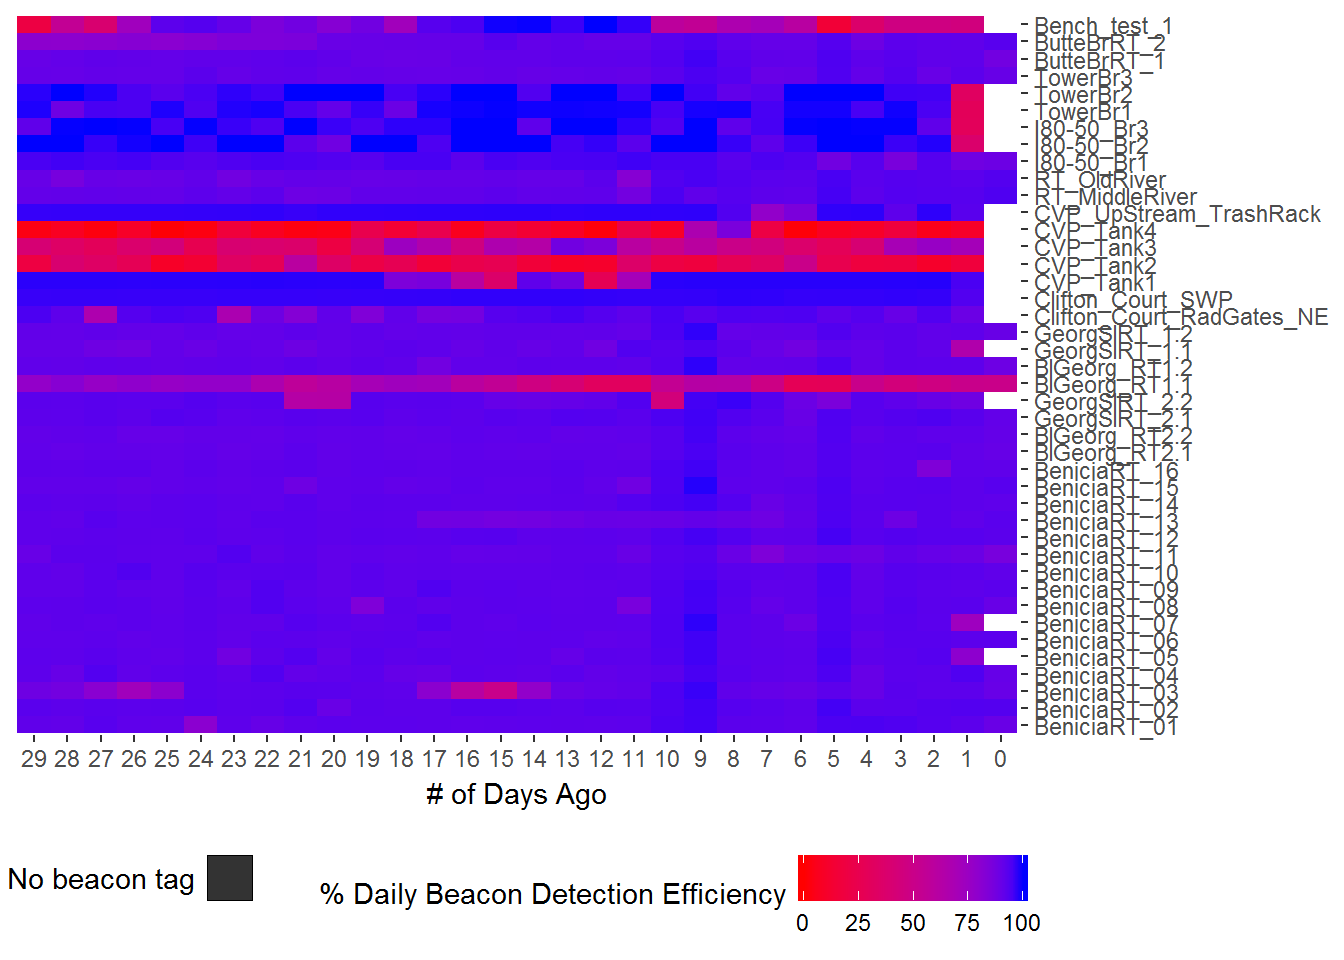 Bench_test_1
ButteBrRT_2
ButteBrRT_1
TowerBr3
TowerBr2
TowerBr1
I80-50_Br3
I80-50_Br2
I80-50_Br1
RT_OldRiver
RT_MiddleRiver
CVP_UpStream_TrashRack
CVP_Tank4
CVP_Tank3
CVP_Tank2
CVP_Tank1
Clifton_Court_SWP
Clifton_Court_RadGates_NE
GeorgSlRT_1.2
GeorgSlRT_1.1
BlGeorg_RT1.2
BlGeorg_RT1.1
GeorgSlRT_2.2
GeorgSlRT_2.1
BlGeorg_RT2.2
BlGeorg_RT2.1
BeniciaRT_16
BeniciaRT_15
BeniciaRT_14
BeniciaRT_13
BeniciaRT_12
BeniciaRT_11
BeniciaRT_10
BeniciaRT_09
BeniciaRT_08
BeniciaRT_07
BeniciaRT_06
BeniciaRT_05
BeniciaRT_04
BeniciaRT_03
BeniciaRT_02
BeniciaRT_01
29 28 27 26 25 24 23 22 21 20 19 18 17 16 15 14 13 12 11 10 9 8 7 6 5 4 3 2 1 0
# of Days Ago
No beacon tag
% Daily Beacon Detection Efficiency
0 25 50 75 100